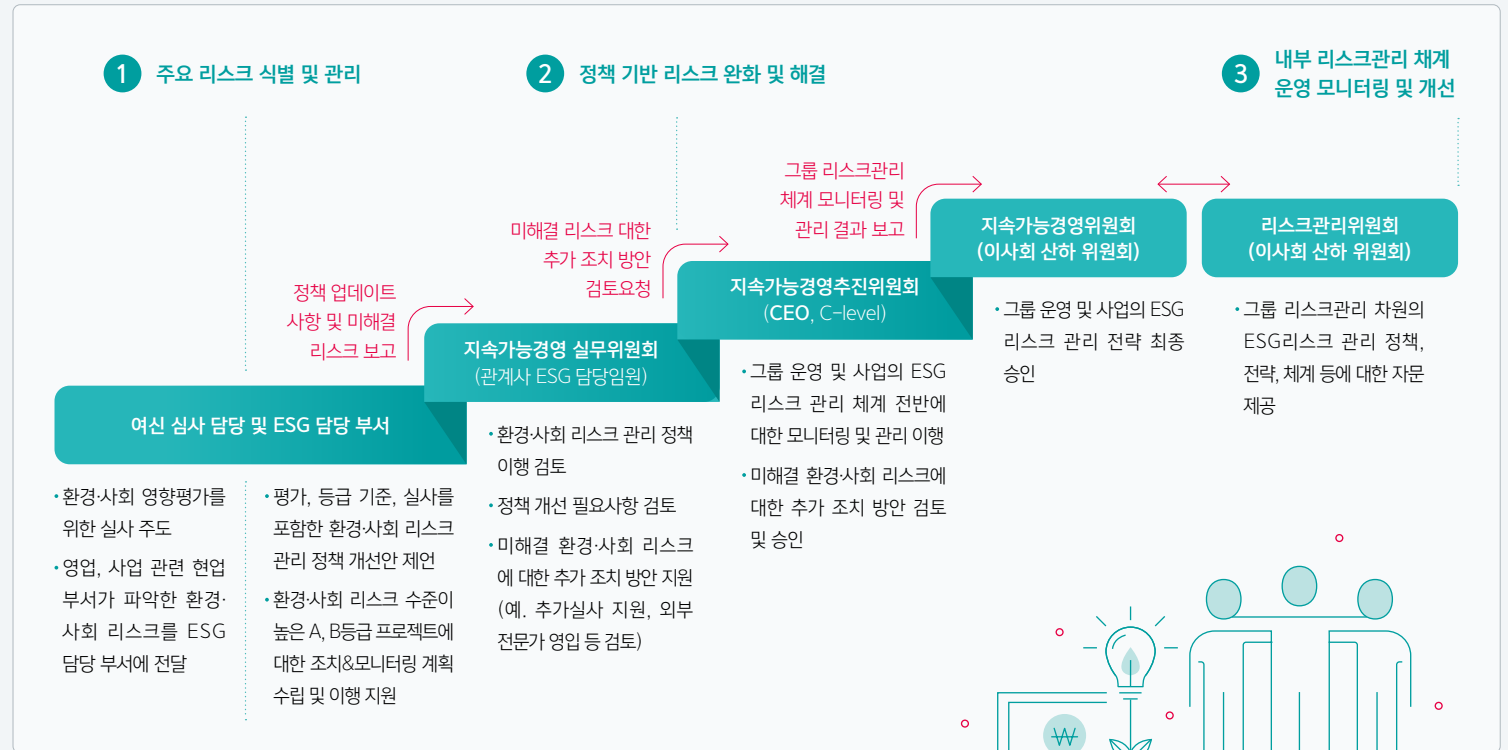 1 주요 리스크 식별 및 관리
2 정책 기반 리스크 완화 및 해결
3 내부 리스크관리 채계
운영 모니터링 및 개선
여신 심사 담당 및 ESG 담당 부서
• 환경·사회 영향평가를
위한 실사 주도
• 영업, 사업 관련 현업
부서가 파악한 환경·
사회 리스크를 ESG
담당 부서에 전달
• 평가, 등급 기준, 실사를
포함한 환경·사회 리스크
관리 정책 개선안 제언
• 환경·사회 리스크 수준이
높은 A, B등급 프로젝트에
대한 조치&모니터링 계획
수립 및 이행 지원
정책 업데이트
사항 및 미해결
리스크 보고
지속가능경영 실무위원회
(관계사 ESG 담당임원)
• 환경·사회 리스크 관리 정책
이행 검토
• 정책 개선 필요사항 검토
• 미해결 환경·사회 리스크
에 대한 추가 조치 방안 지원
(예. 추가실사 지원, 외부
전문가 영입 등 검토)
미해결 리스크 대한
추가 조치 방안
검토요청
지속가능경영추진위원회
(CEO, C-level)
• 그룹 운영 및 사업의 ESG
리스크 관리 체계 전반에
대한 모니터링 및 관리 이행
• 미해결 환경·사회 리스크에
대한 추가 조치 방안 검토
및 승인
그룹 리스크관리
체계 모니터링 및
관리 결과 보고
지속가능경영위원회
(이사회 산하 위원회)
• 그룹 운영 및 사업의 ESG
리스크 관리 전략 최종
승인
리스크관리위원회
(이사회 산하 위원회)
• 그룹 리스크관리 차원의
ESG리스크 관리 정책,
전략, 체계 등에 대한 자문
제공
₩